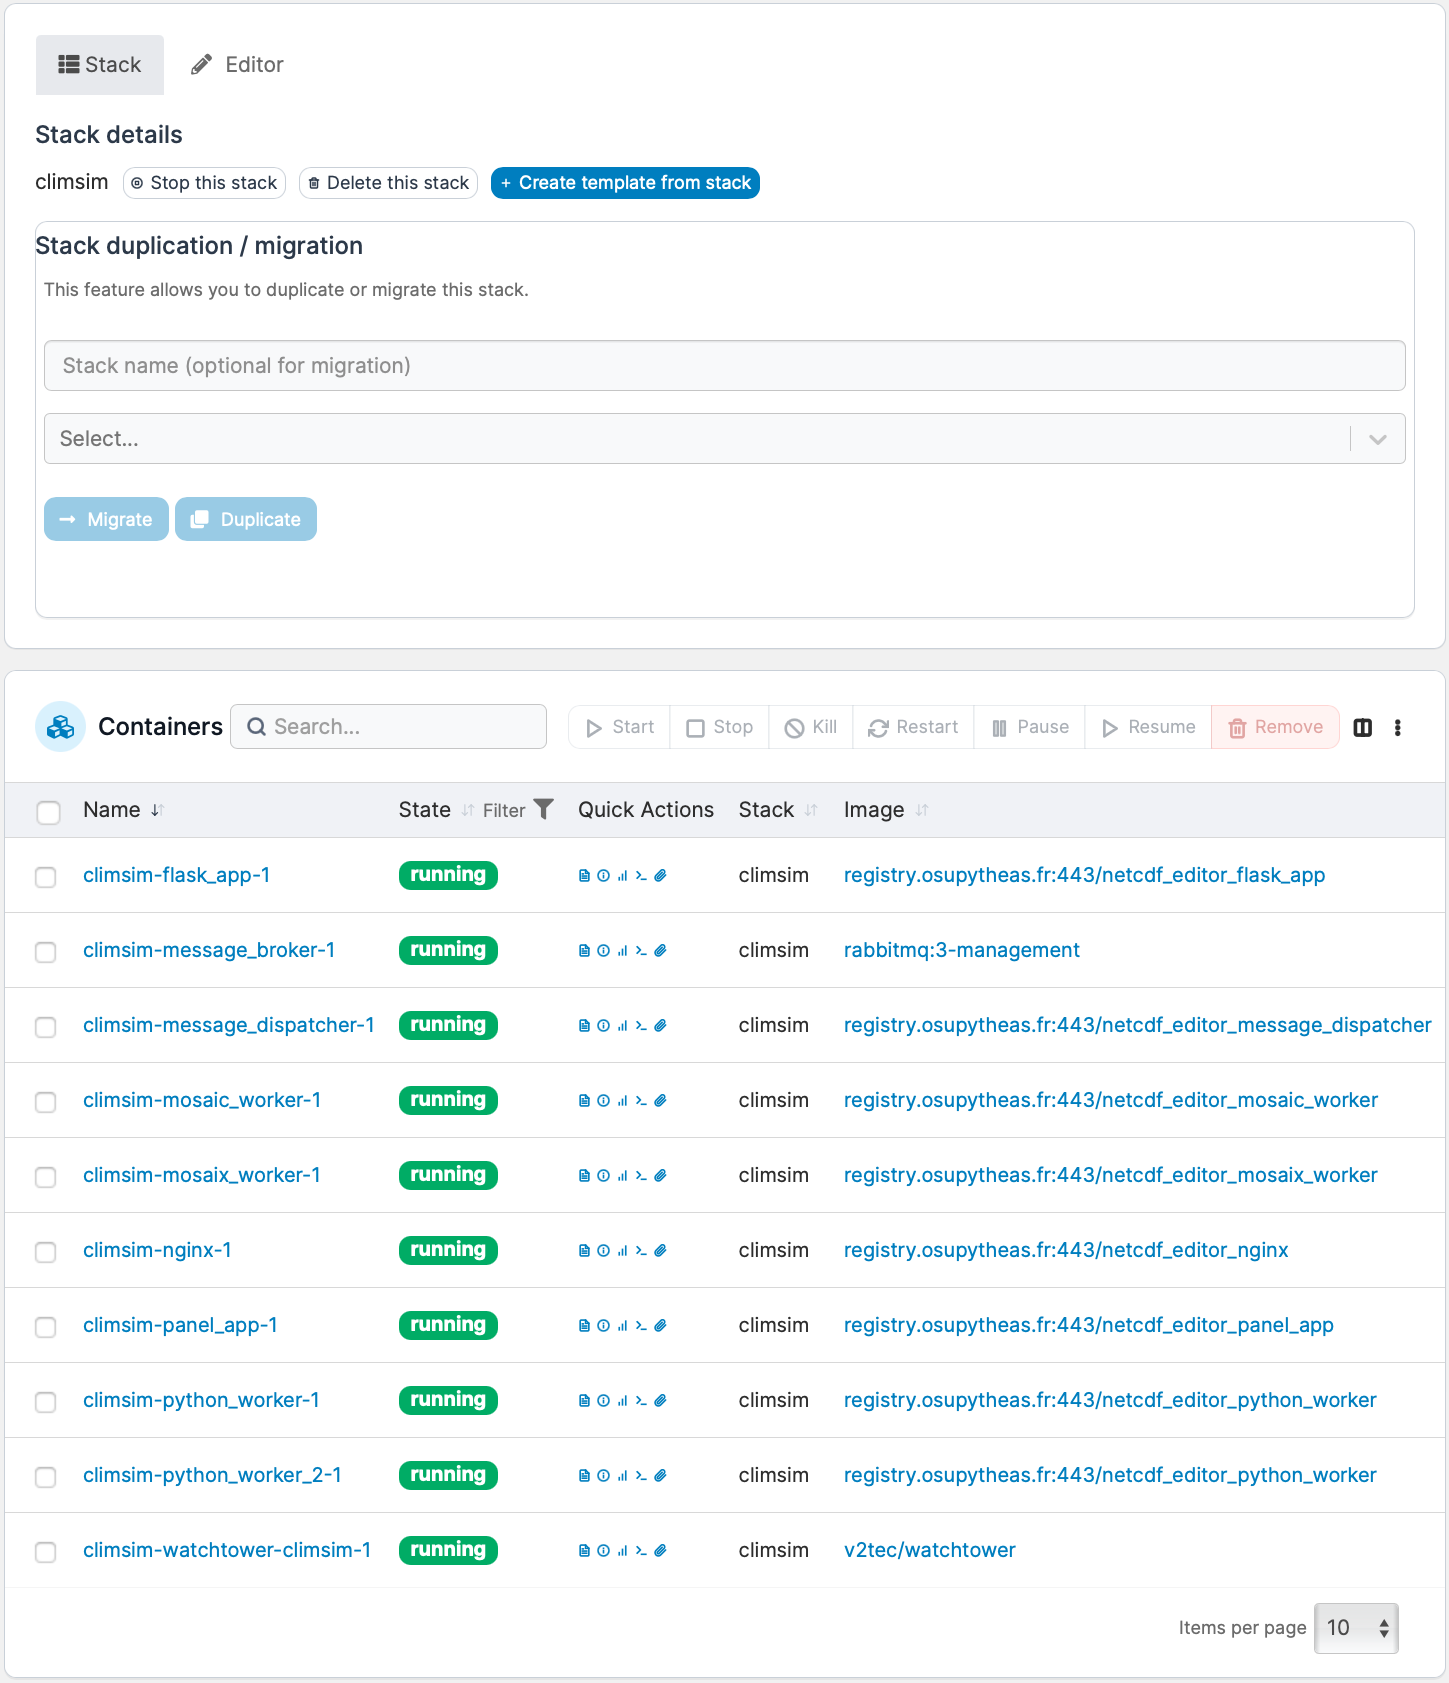 Stack Editor
Stack details
climsim Stop this stack Delete this stack + Create template from stack
Stack duplication / migration
This feature allows you to duplicate or migrate this stack.
Stack name (optional for migration)
Select...
Migrate Duplicate
Containers Search... Start Stop Kill Restart Pause Resume Remove
Name State Filter Quick Actions Stack Image
climsim-flask_app-1 running climsim registry.osupytheas.fr:443/netcdf_editor_flask_app
climsim-message_broker-1 running climsim rabbitmq:3-management
climsim-message_dispatcher-1 running climsim registry.osupytheas.fr:443/netcdf_editor_message_dispatcher
climsim-mosaic_worker-1 running climsim registry.osupytheas.fr:443/netcdf_editor_mosaic_worker
climsim-mosaix_worker-1 running climsim registry.osupytheas.fr:443/netcdf_editor_mosaix_worker
climsim-nginx-1 running climsim registry.osupytheas.fr:443/netcdf_editor_nginx
climsim-panel_app-1 running climsim registry.osupytheas.fr:443/netcdf_editor_panel_app
climsim-python_worker-1 running climsim registry.osupytheas.fr:443/netcdf_editor_python_worker
climsim-python_worker_2-1 running climsim registry.osupytheas.fr:443/netcdf_editor_python_worker
climsim-watchtower-climsim-1 running climsim v2tec/watchtower
Items per page 10